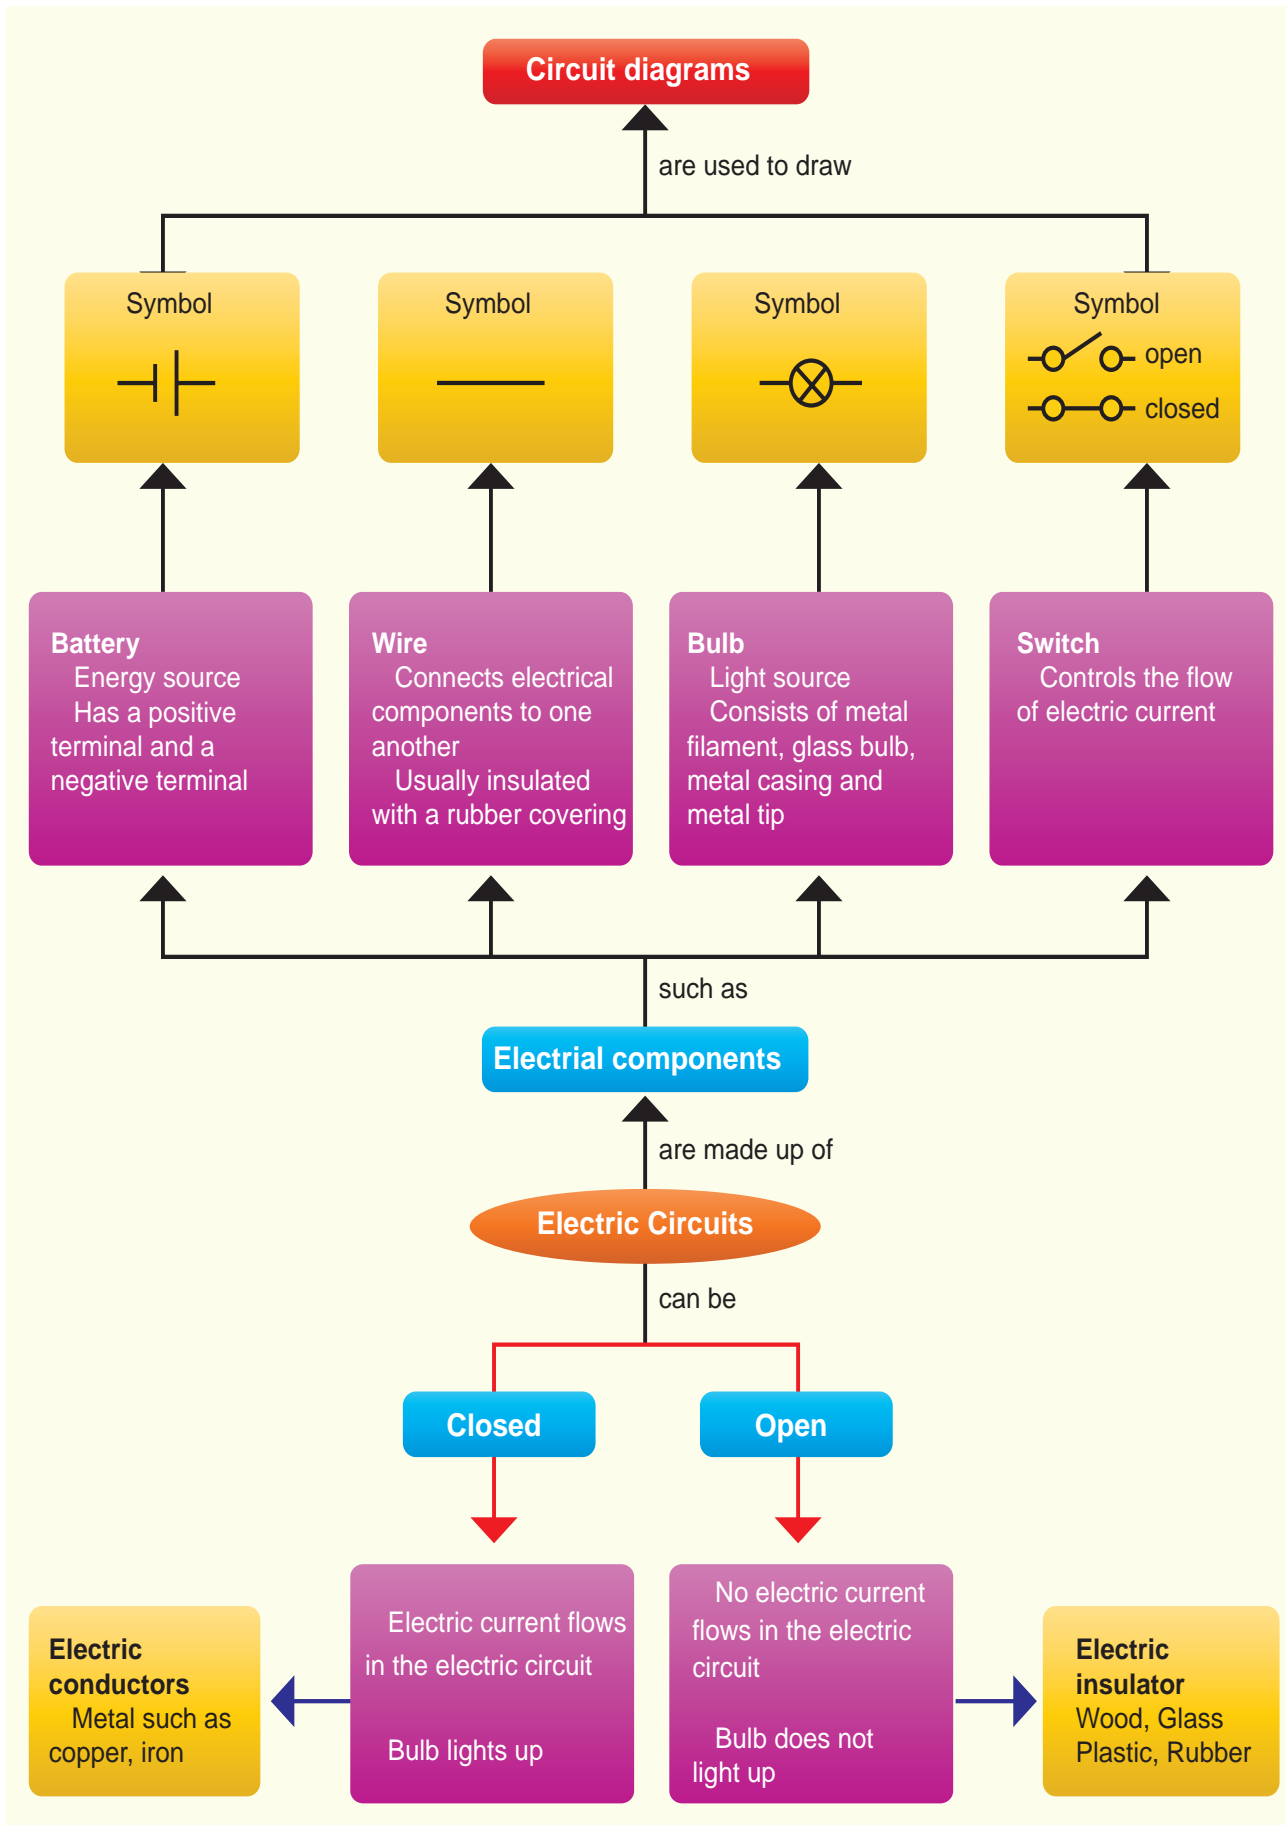 Circuit diagrams
are used to draw
Symbol
Symbol
Symbol
Symbol
open
closed
Battery
Energy source
Has a positive
terminal and a
negative terminal
Wire
Connects electrical
components to one
another
Usually insulated
with a rubber covering
Bulb
Light source
Consists of metal
filament, glass bulb,
metal casing and
metal tip
Switch
Controls the flow
of electric current
such as
Electrial components
are made up of
Electric Circuits
can be
Closed
Open
Electric
conductors
Metal such as
copper, iron
Electric current flows
in the electric circuit
Bulb lights up
No electric current
flows in the electric
circuit
Bulb does not
light up
Electric
insulator
Wood, Glass
Plastic, Rubber